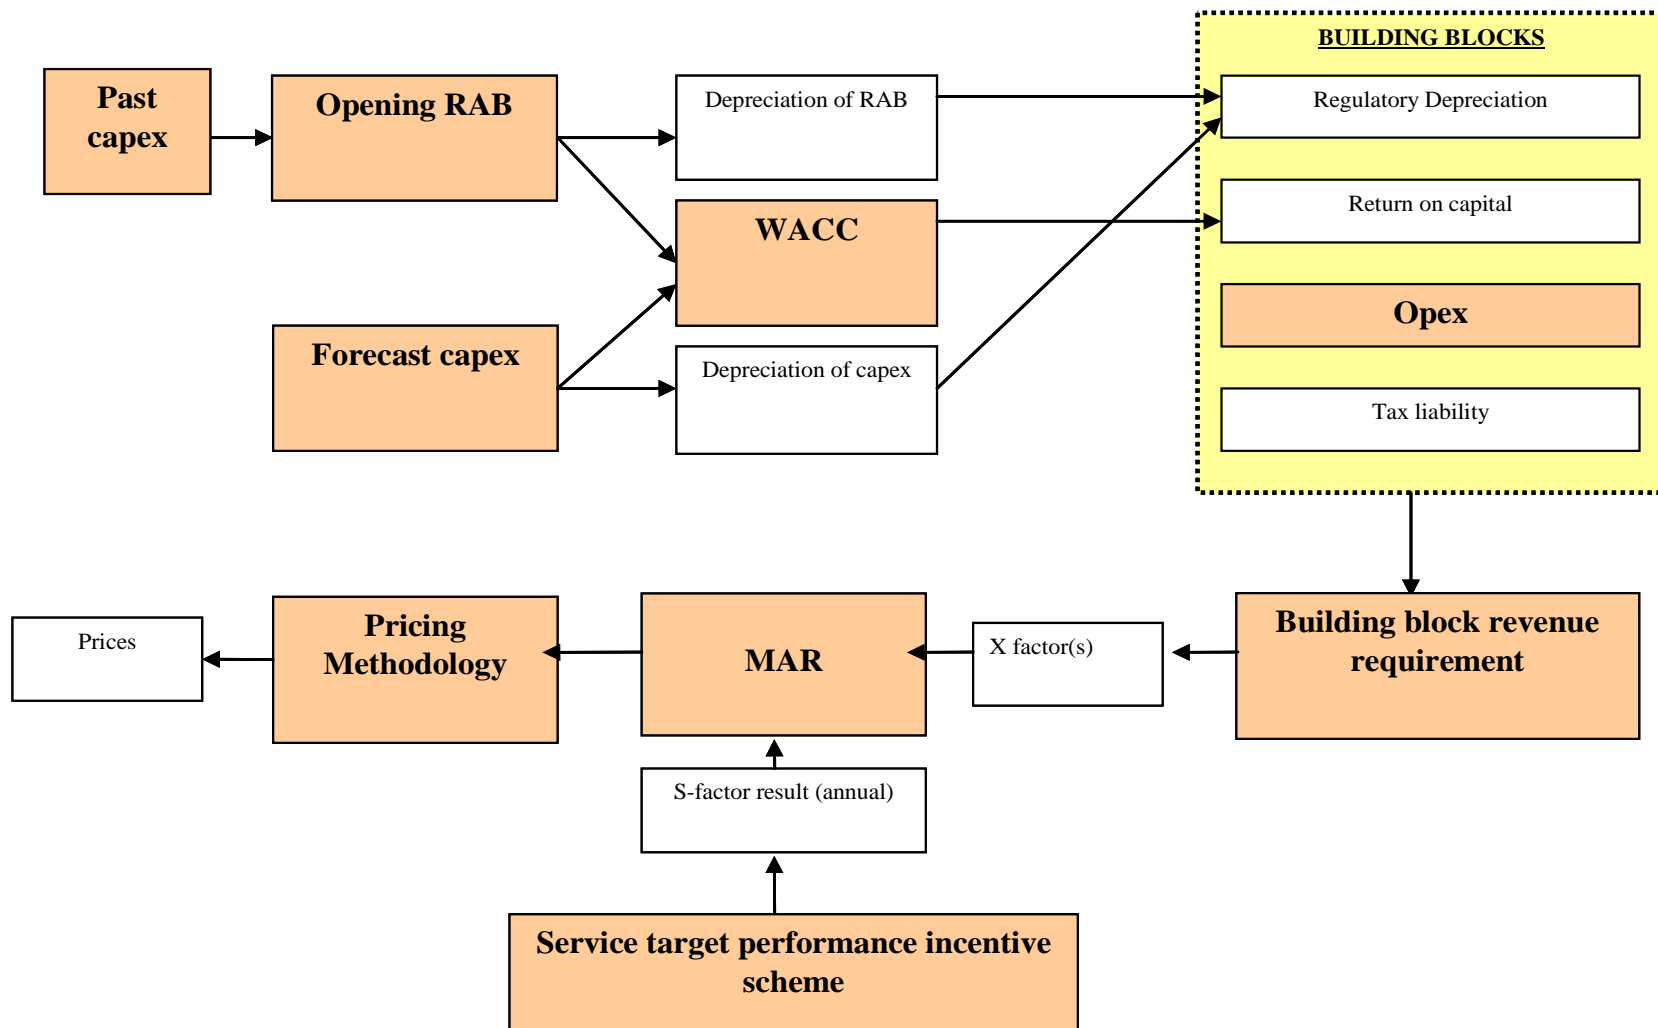 BUILDING BLOCKS
Past
capex
Opening RAB
Depreciation of RAB
Regulatory Depreciation
WACC
Return on capital
Opex
Forecast capex
Depreciation of capex
Tax liability
Prices
Pricing
Methodology
MAR
X factor(s)
Building block revenue
requirement
S-factor result (annual)
Service target performance incentive
scheme